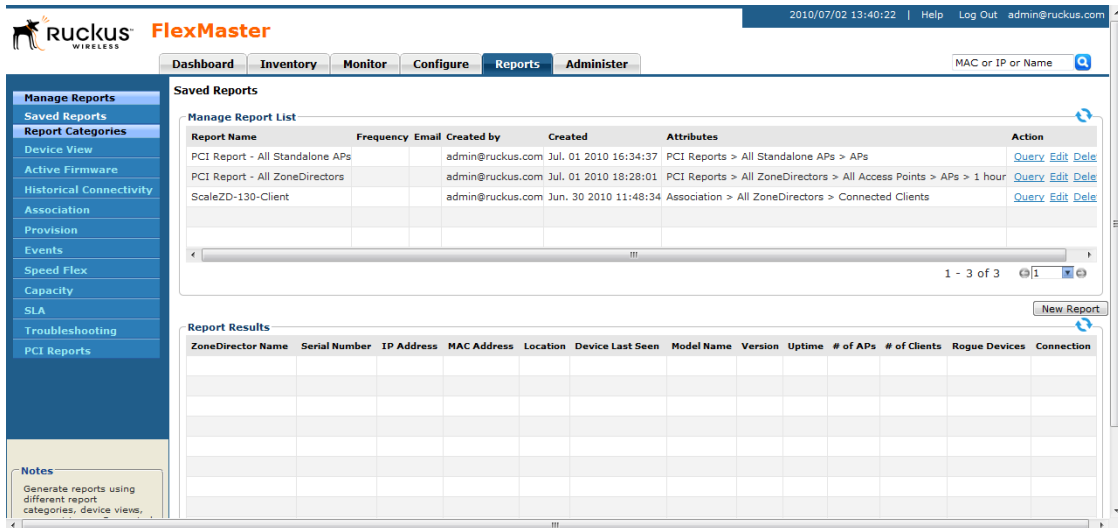 2010/07/02 13:40:22 | Help Log Out admin@ruckus.com
Ruckus WIRELESS FlexMaster
Dashboard Inventory Monitor Configure Reports Administer MAC or IP or Name
Manage Reports
Saved Reports
Report Categories
Device View
Active Firmware
Historical Connectivity
Association
Provision
Events
Speed Flex
Capacity
SLA
Troubleshooting
PCI Reports
Notes
Generate reports using
different report
categories, device views,
Saved Reports
Manage Report List
Report Name Frequency Email Created by Created Attributes Action
PCI Report - All Standalone APs admin@ruckus.com Jul. 01 2010 16:34:37 PCI Reports > All Standalone APs > APs Query Edit Dele
PCI Report - All ZoneDirectors admin@ruckus.com Jul. 01 2010 18:28:01 PCI Reports > All ZoneDirectors > All Access Points > APs > 1 hour Query Edit Dele
ScaleZD-130-Client admin@ruckus.com Jun. 30 2010 11:48:34 Association > All ZoneDirectors > Connected Clients Query Edit Dele
1 - 3 of 3 1
New Report
Report Results
ZoneDirector Name Serial Number IP Address MAC Address Location Device Last Seen Model Name Version Uptime # of APs # of Clients Rogue Devices Connection